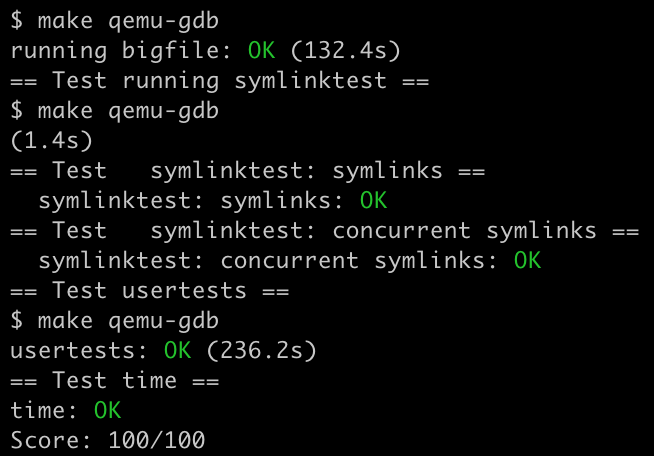 $ make qemu-gdb
running bigfile: OK (132.4s)
== Test running symlinktest ==
$ make qemu-gdb
(1.4s)
== Test   symlinktest: symlinks ==
  symlinktest: symlinks: OK
== Test   symlinktest: concurrent symlinks ==
  symlinktest: concurrent symlinks: OK
== Test usertests ==
$ make qemu-gdb
usertests: OK (236.2s)
== Test time ==
time: OK
Score: 100/100